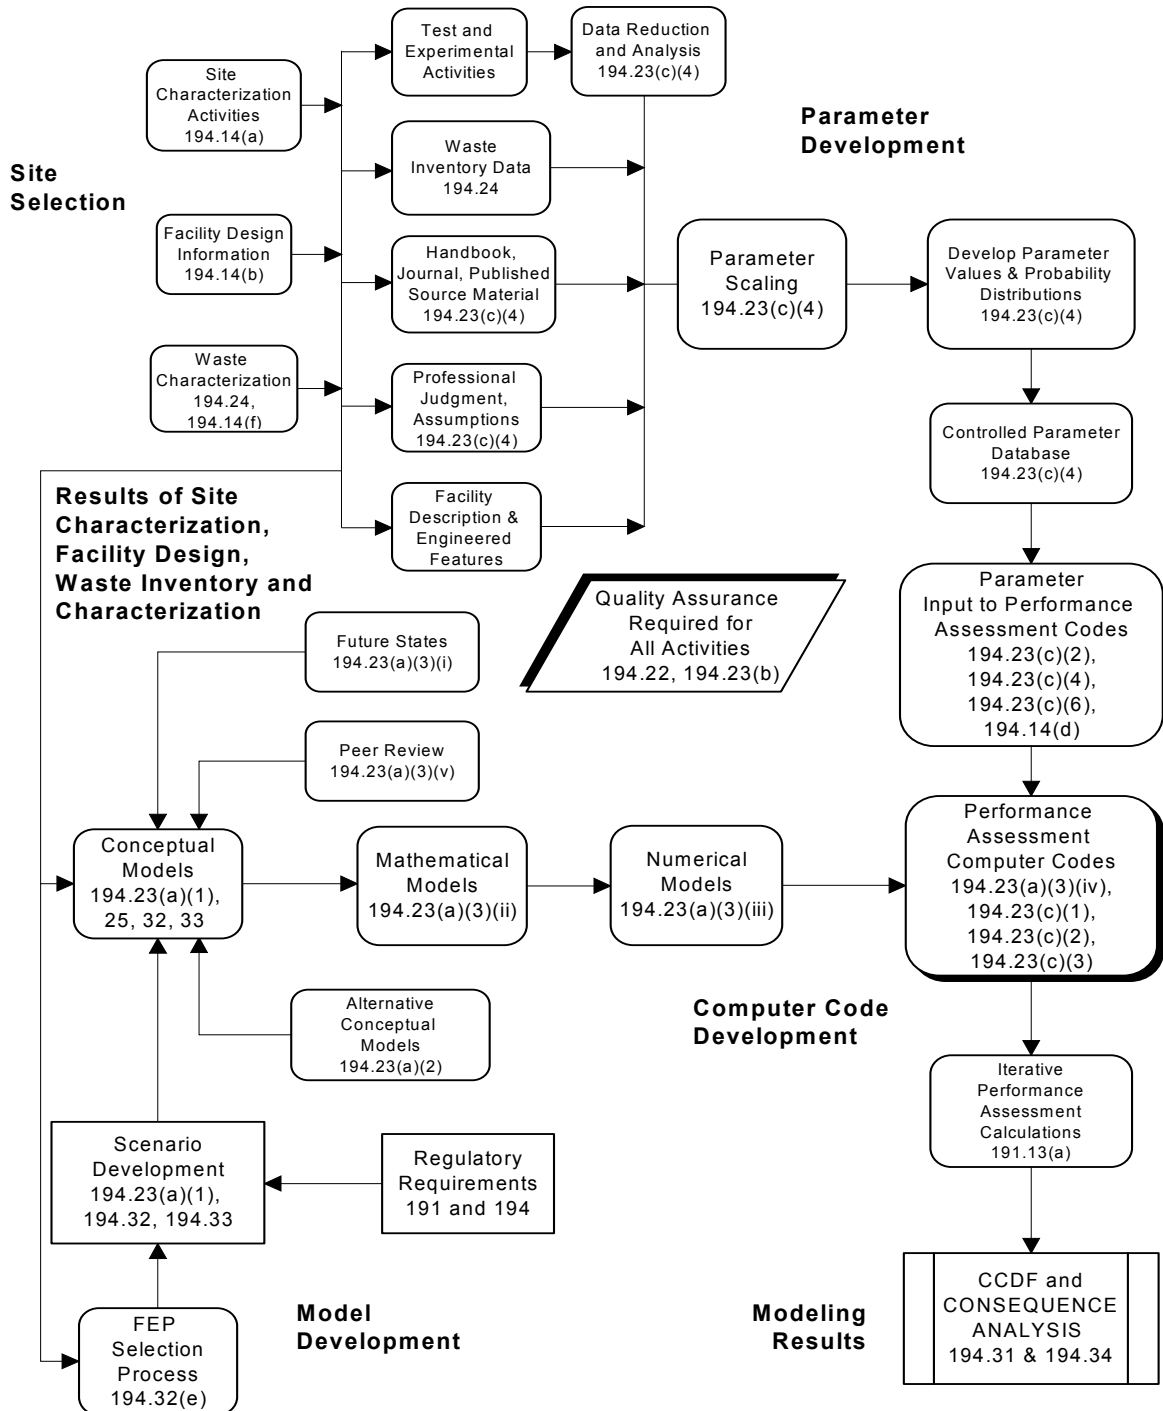 Test and
Experimental
Activities
Data Reduction
and Analysis
194.23(c)(4)
Site
Characterization
Activities
194.14(a)
Parameter
Development
Waste
Inventory Data
194.24
Site
Selection
Facility Design
Information
194.14(b)
Handbook,
Journal, Published
Source Material
194.23(c)(4)
Parameter
Scaling
194.23(c)(4)
Develop Parameter
Values & Probability
Distributions
194.23(c)(4)
Waste
Characterization
194.24,
194.14(f)
Professional
Judgment,
Assumptions
194.23(c)(4)
Controlled Parameter
Database
194.23(c)(4)
Results of Site
Characterization,
Facility Design,
Waste Inventory and
Characterization
Facility
Description &
Engineered
Features
Quality Assurance
Required for
All Activities
194.22, 194.23(b)
Parameter
Input to Performance
Assessment Codes
194.23(c)(2),
194.23(c)(4),
194.23(c)(6),
194.14(d)
Future States
194.23(a)(3)(i)
Peer Review
194.23(a)(3)(v)
Conceptual
Models
194.23(a)(1),
25, 32, 33
Mathematical
Models
194.23(a)(3)(ii)
Numerical
Models
194.23(a)(3)(iii)
Performance
Assessment
Computer Codes
194.23(a)(3)(iv),
194.23(c)(1),
194.23(c)(2),
194.23(c)(3)
Alternative
Conceptual
Models
194.23(a)(2)
Computer Code
Development
Iterative
Performance
Assessment
Calculations
191.13(a)
Scenario
Development
194.23(a)(1),
194.32, 194.33
Regulatory
Requirements
191 and 194
FEP
Selection
Process
194.32(e)
Model
Development
Modeling
Results
CCDF and
CONSEQUENCE
ANALYSIS
194.31 & 194.34